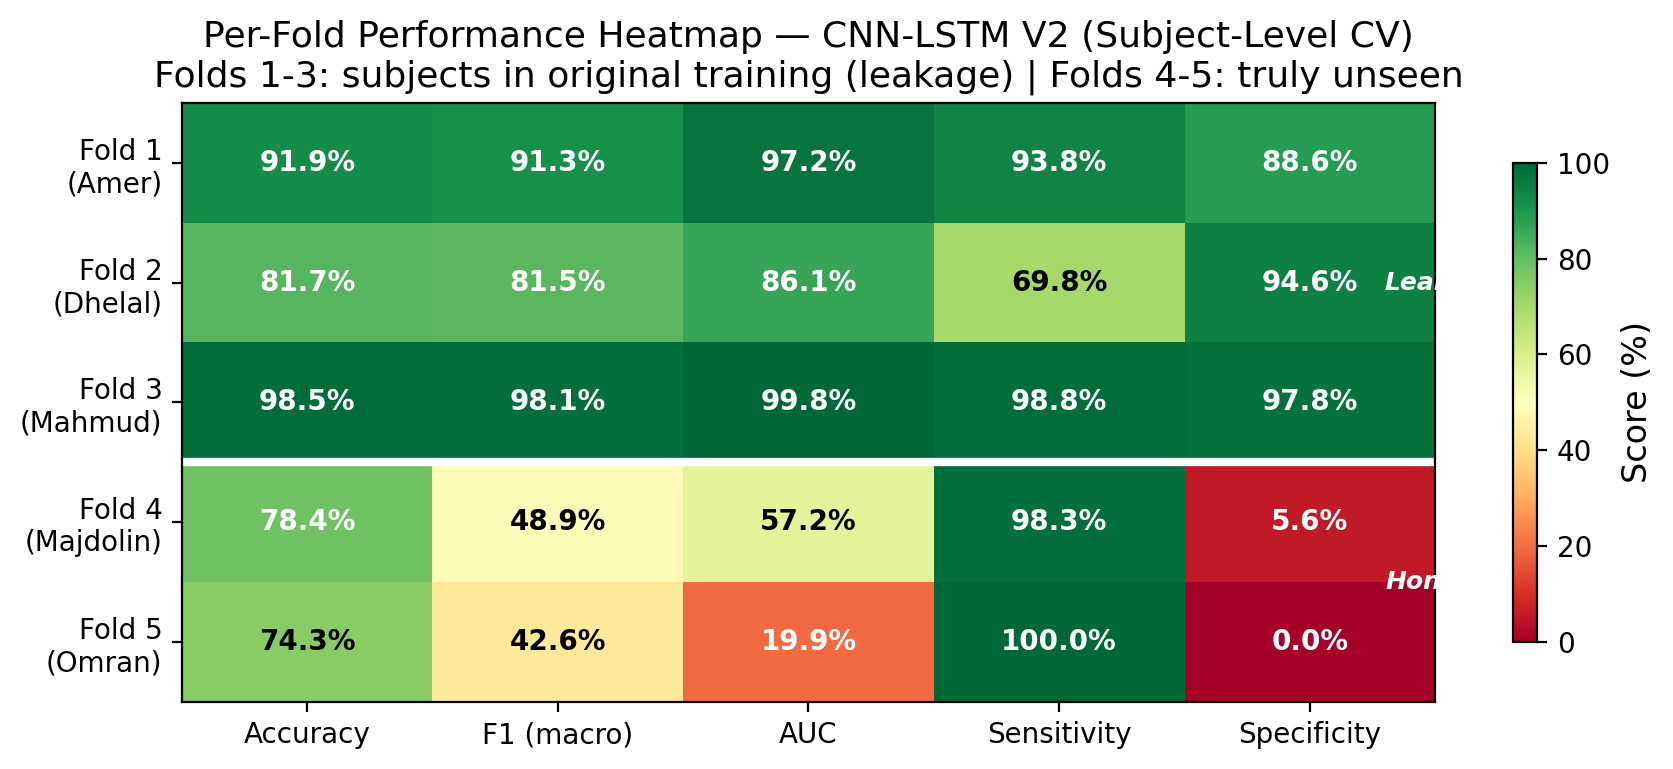 Per-Fold Performance Heatmap — CNN-LSTM V2 (Subject-Level CV)
Folds 1-3: subjects in original training (leakage) | Folds 4-5: truly unseen
Fold 1
(Amer)
91.9% 91.3% 97.2% 93.8% 88.6%
Fold 2
(Dhelal)
81.7% 81.5% 86.1% 69.8% 94.6%
Fold 3
(Mahmud)
98.5% 98.1% 99.8% 98.8% 97.8%
Fold 4
(Majdolin)
78.4% 48.9% 57.2% 98.3% 5.6%
Fold 5
(Omran)
74.3% 42.6% 19.9% 100.0% 0.0%
Accuracy F1 (macro) AUC Sensitivity Specificity
100
80
60
40
20
0
Score (%)